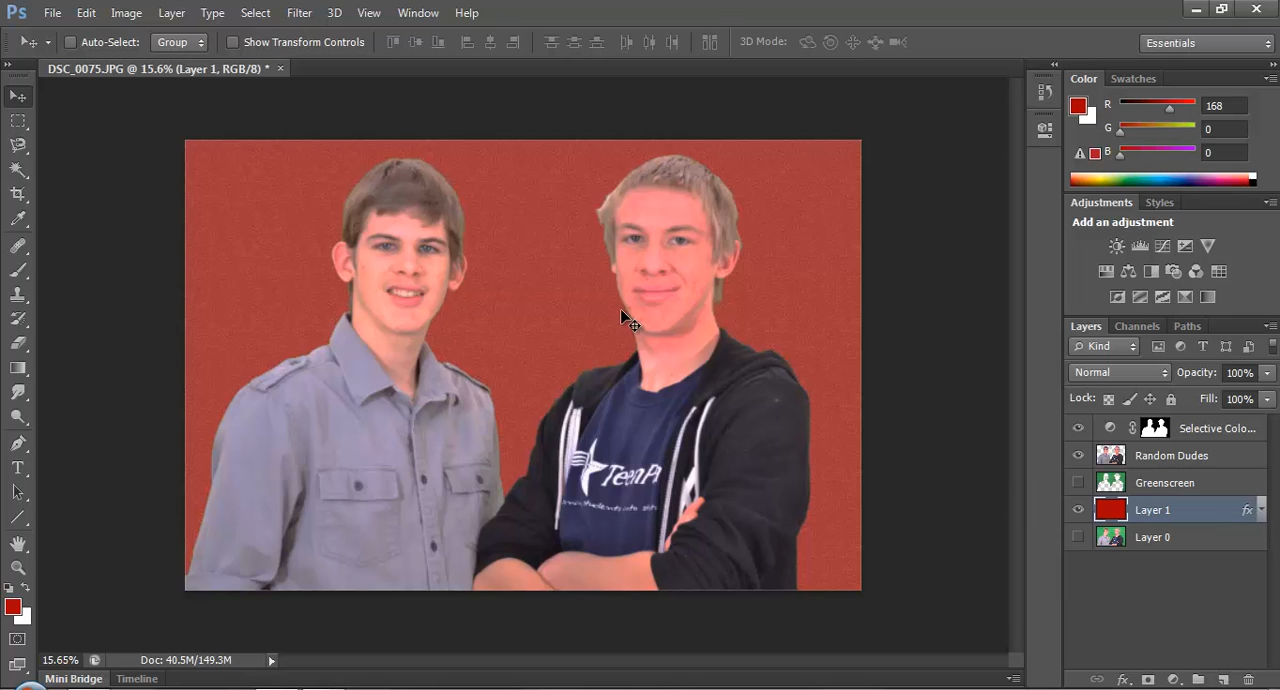 Ps File Edit Image Layer Type Select Filter 3D View Window Help
Auto-Select: Group Show Transform Controls 3D Mode: Essentials
DSC_0075.JPG @ 15.6% (Layer 1, RGB/8) * ×
Color Swatches
R 168
G 0
B 0
Adjustments Styles
Add an adjustment
Layers Channels Paths
Kind
Normal Opacity: 100%
Lock: Fill: 100%
Selective Colo...
Random Dudes
Greenscreen
Layer 1 fx
Layer 0
TeenP
15.65% Doc: 40.5M/149.3M
Mini Bridge Timeline
fx.